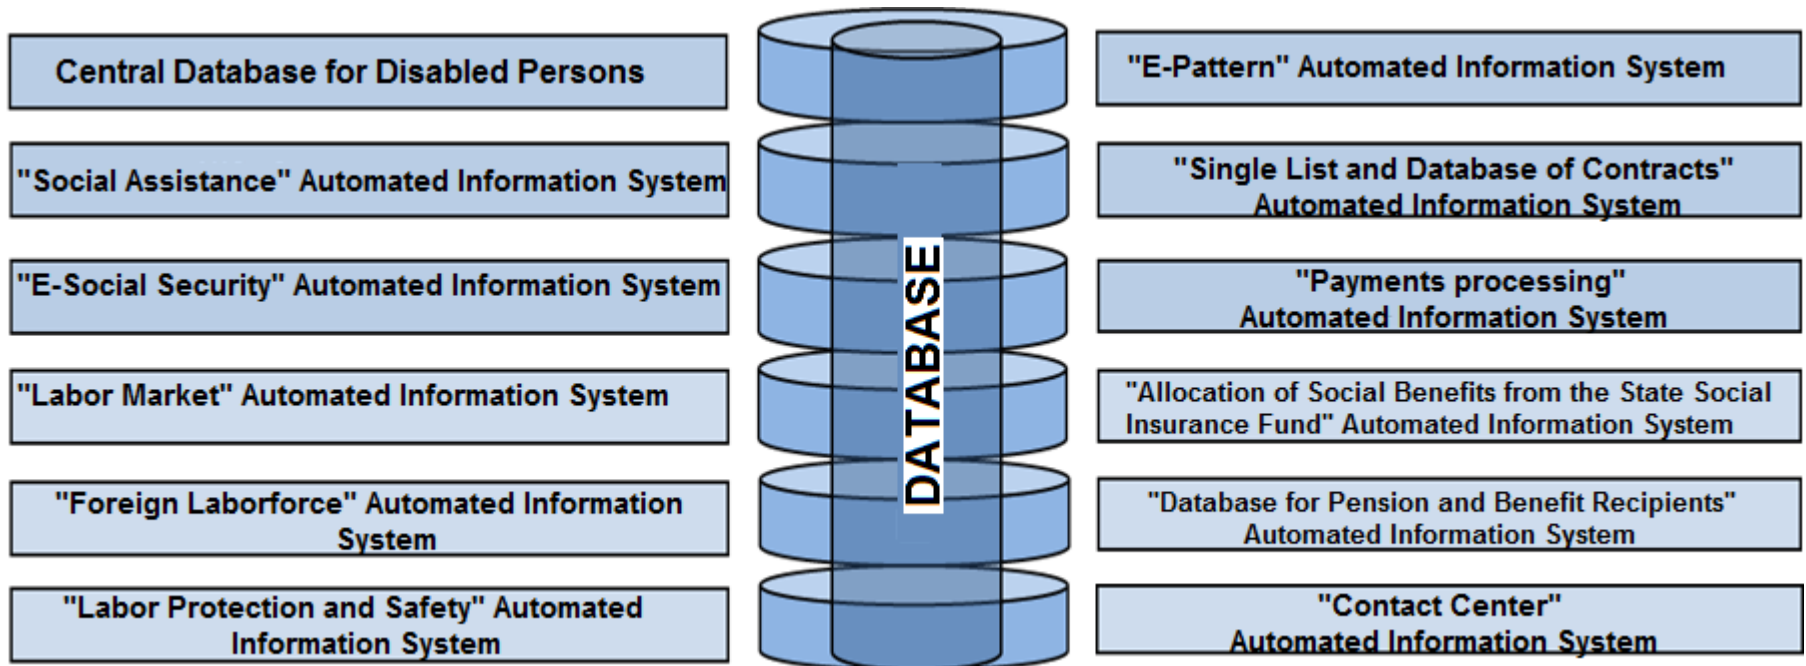 Central Database for Disabled Persons
"Social Assistance" Automated Information System
"E-Social Security" Automated Information System
"Labor Market" Automated Information System
"Foreign Laborforce" Automated Information
System
"Labor Protection and Safety" Automated
Information System
DATABASE
"E-Pattern" Automated Information System
"Single List and Database of Contracts"
Automated Information System
"Payments processing"
Automated Information System
"Allocation of Social Benefits from the State Social
Insurance Fund" Automated Information System
"Database for Pension and Benefit Recipients"
Automated Information System
"Contact Center"
Automated Information System